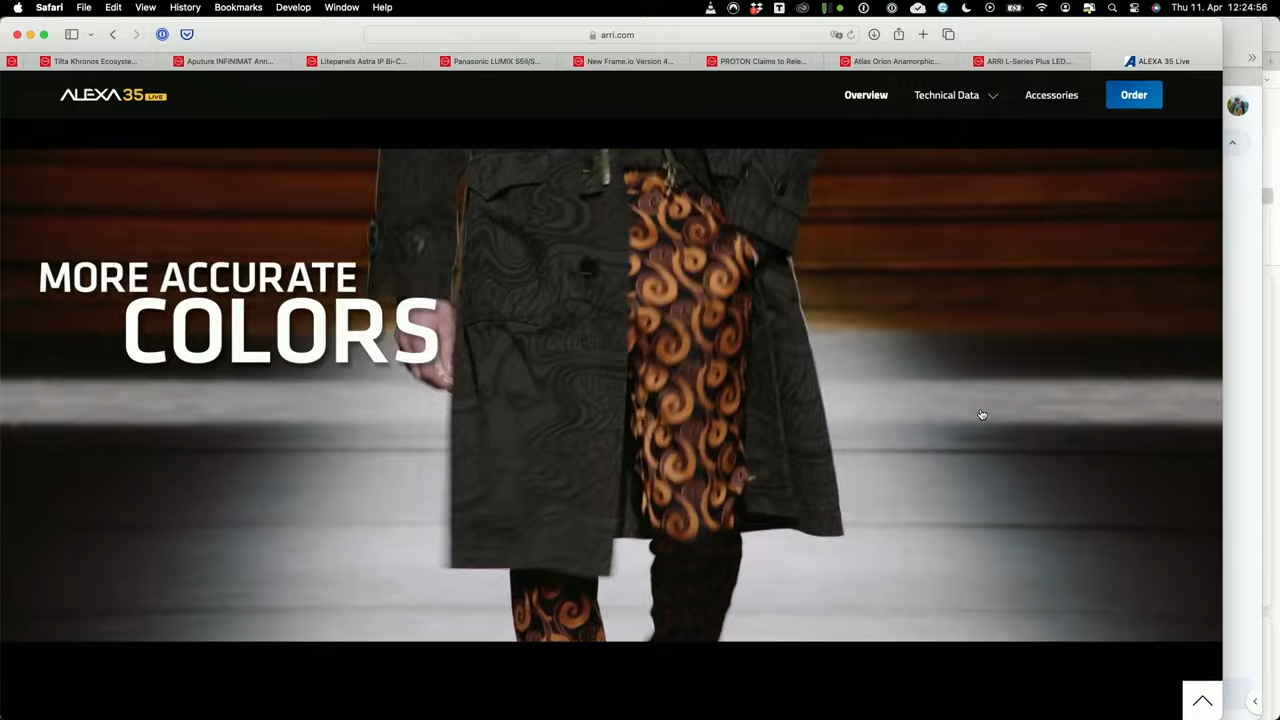 Safari File Edit View History Bookmarks Develop Window Help Thu 11. Apr 12:24:56
arri.com
Tilta Khronos Ecosyste... Aputure INFINIMAT Ann... Litepanels Astra IP Bi-C... Panasonic LUMIX S5II/S... New Frame.io Version 4... PROTON Claims to Rele... Atlas Orion Anamorphic... ARRI L-Series Plus LED... ALEXA 35 Live
ALEXA 35 LIVE Overview Technical Data Accessories Order
MORE ACCURATE
COLORS